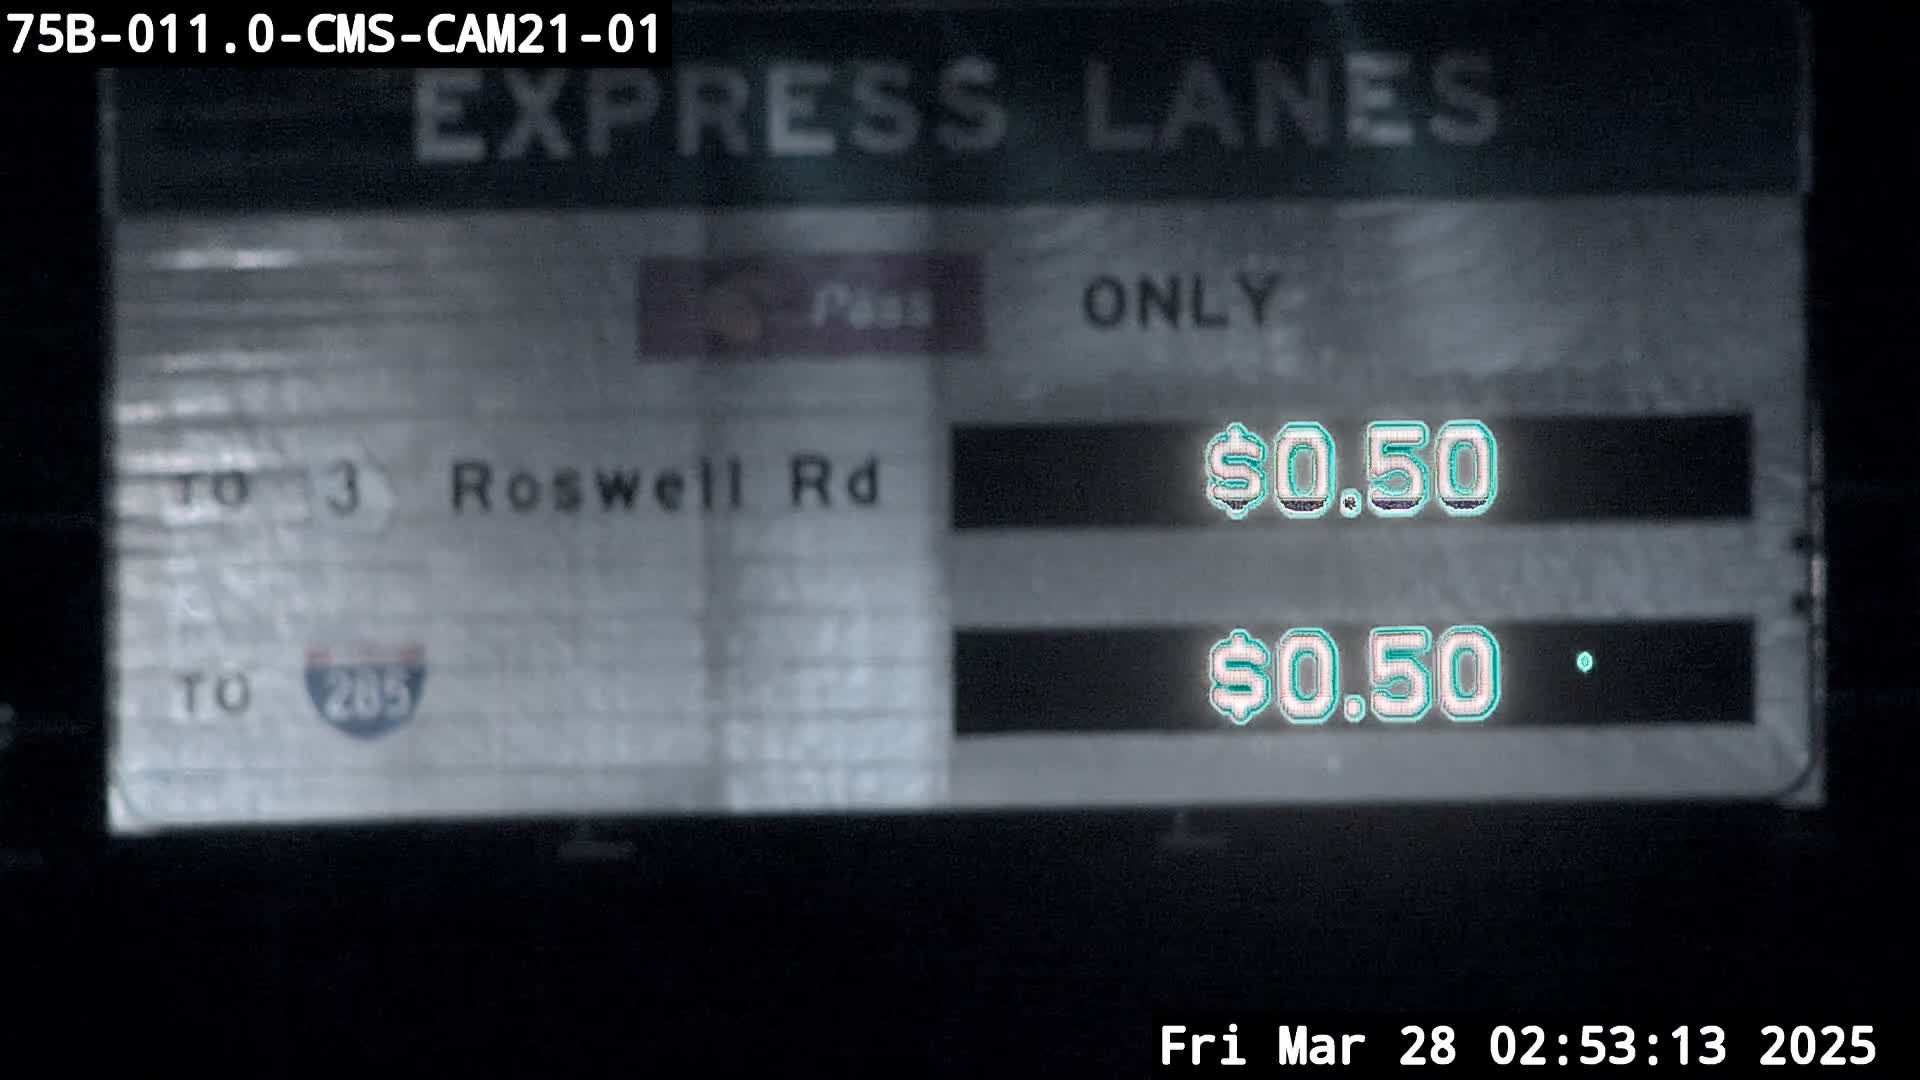 75B-011.0-CMS-CAM21-01
EXPRESS LANES
Pass ONLY
TO 3 Roswell Rd $0.50
TO 285 $0.50
Fri Mar 28 02:53:13 2025